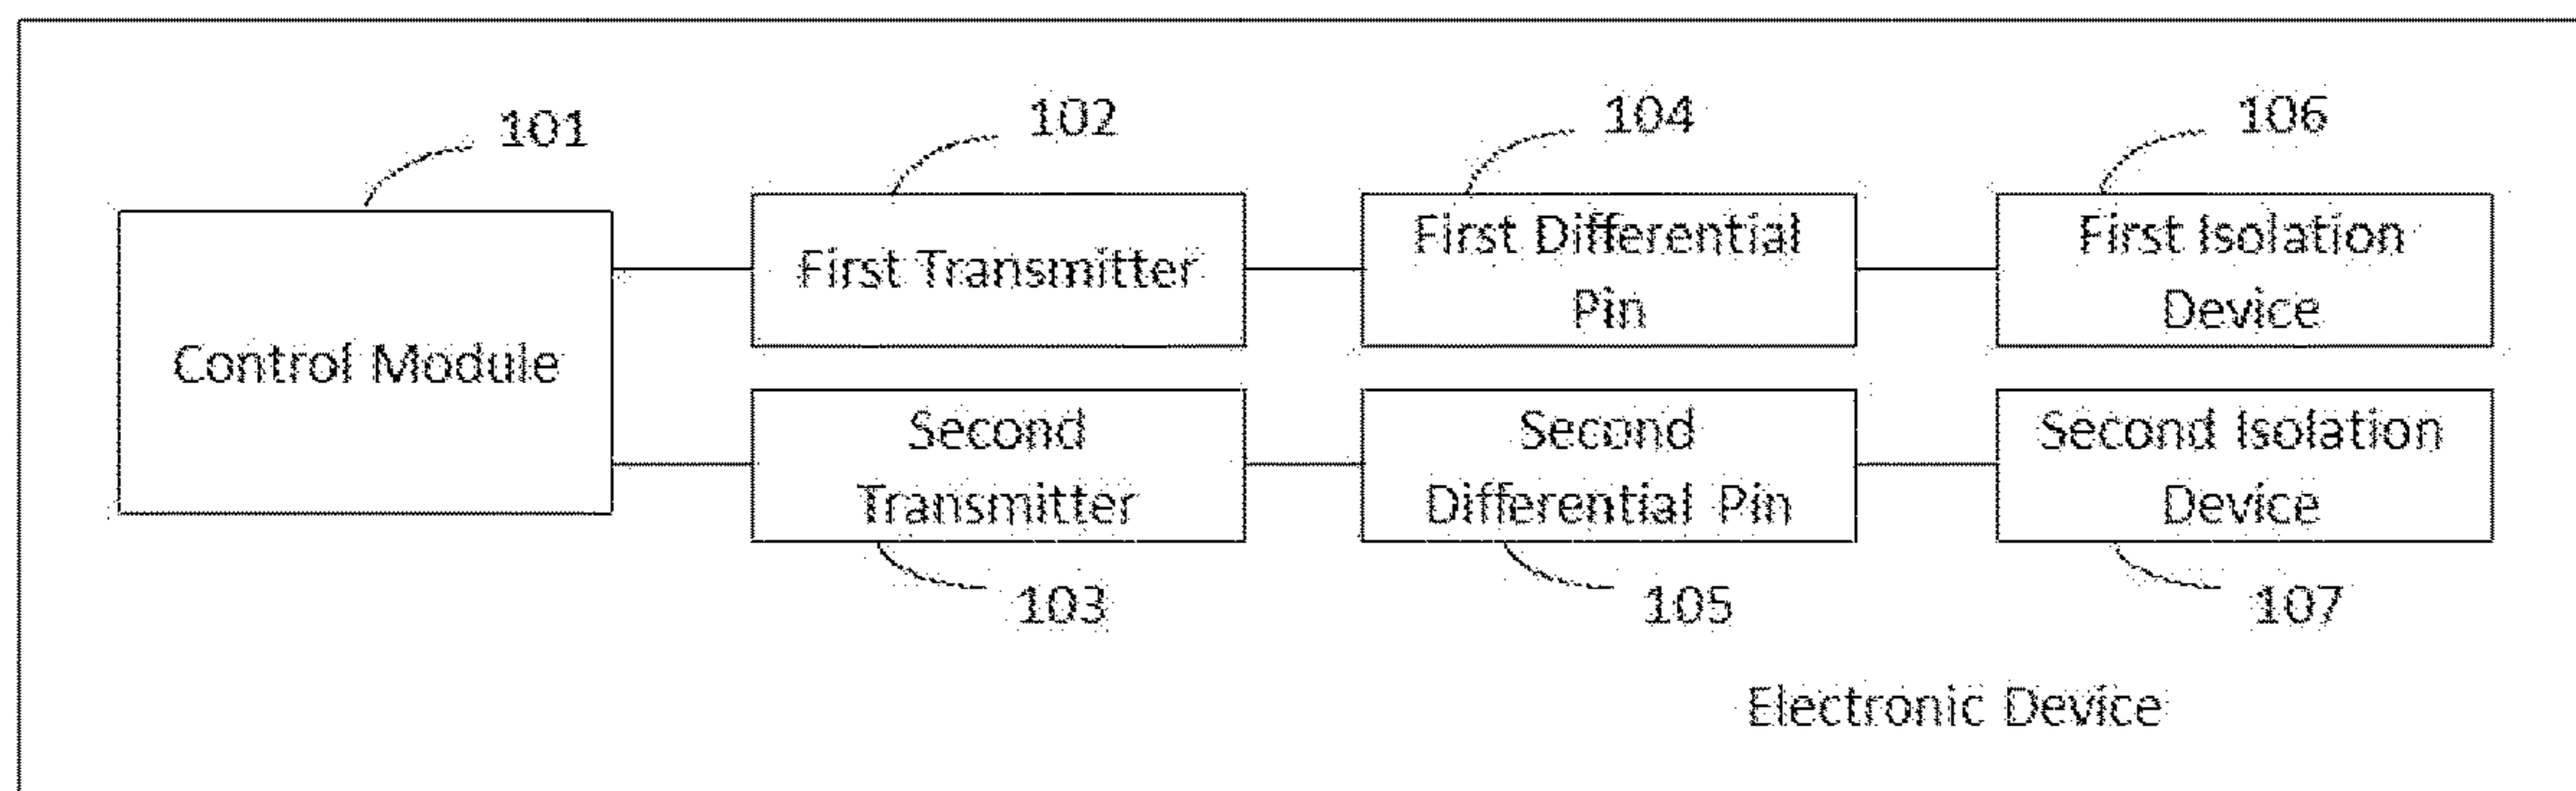 101
102
104
106
Control Module
First Transmitter
First Differential
Pin
First Isolation
Device
Second
Transmitter
Second
Differential Pin
Second Isolation
Device
103
105
107
Electronic Device